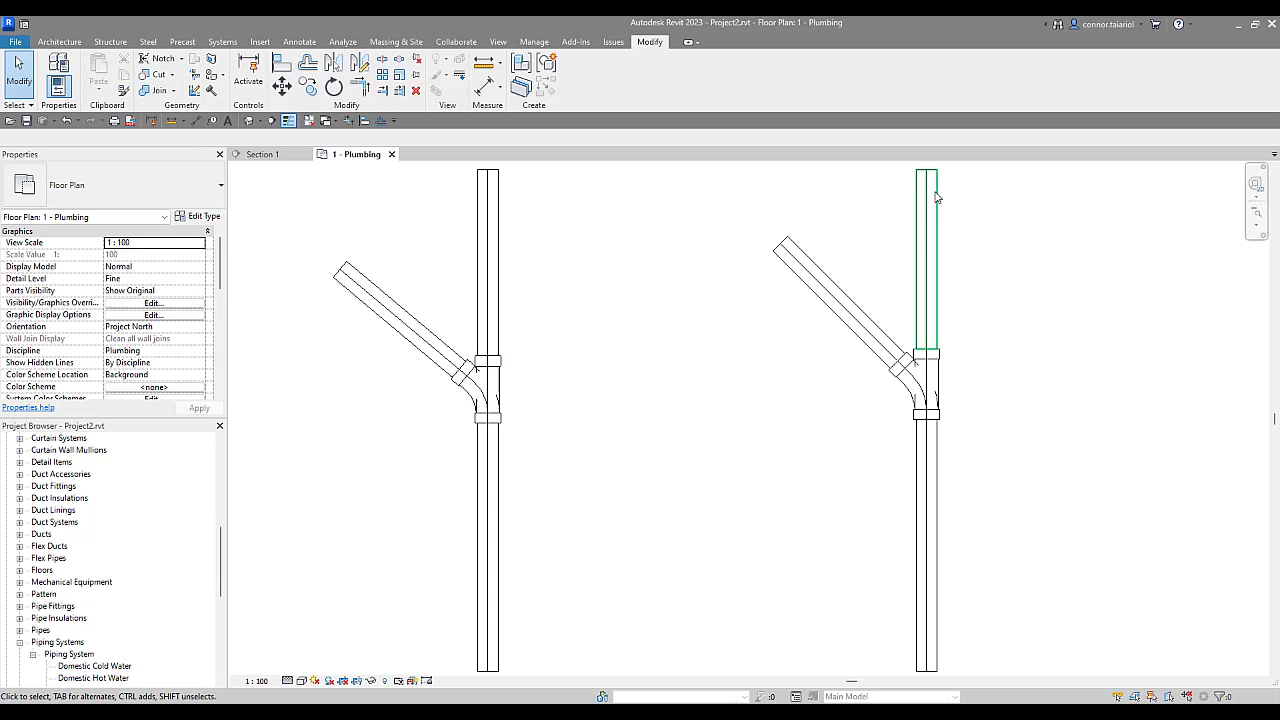 Autodesk Revit 2023 - Project2.rvt - Floor Plan: 1 - Plumbing
connor.taiariol
File Architecture Structure Steel Precast Systems Insert Annotate Analyze Massing & Site Collaborate View Manage Add-Ins Issues Modify
Modify
Properties
Paste
Notch
Cut
Join
Activate
Select Properties Clipboard Geometry Controls Modify View Measure Create
Properties
Section 1
1 - Plumbing
Floor Plan
Floor Plan: 1 - Plumbing Edit Type
Graphics
View Scale 1 : 100
Scale Value 1: 100
Display Model Normal
Detail Level Fine
Parts Visibility Show Original
Visibility/Graphics Overri... Edit...
Graphic Display Options Edit...
Orientation Project North
Wall Join Display Clean all wall joins
Discipline Plumbing
Show Hidden Lines By Discipline
Color Scheme Location Background
Color Scheme <none>
System Color Schemes Edit...
Properties help Apply
Project Browser - Project2.rvt
Curtain Systems
Curtain Wall Mullions
Detail Items
Duct Accessories
Duct Fittings
Duct Insulations
Duct Linings
Duct Systems
Ducts
Flex Ducts
Flex Pipes
Floors
Mechanical Equipment
Pattern
Pipe Fittings
Pipe Insulations
Pipes
Piping Systems
Piping System
Domestic Cold Water
Domestic Hot Water
1 : 100
Click to select, TAB for alternates, CTRL adds, SHIFT unselects.
:0
Main Model
:0